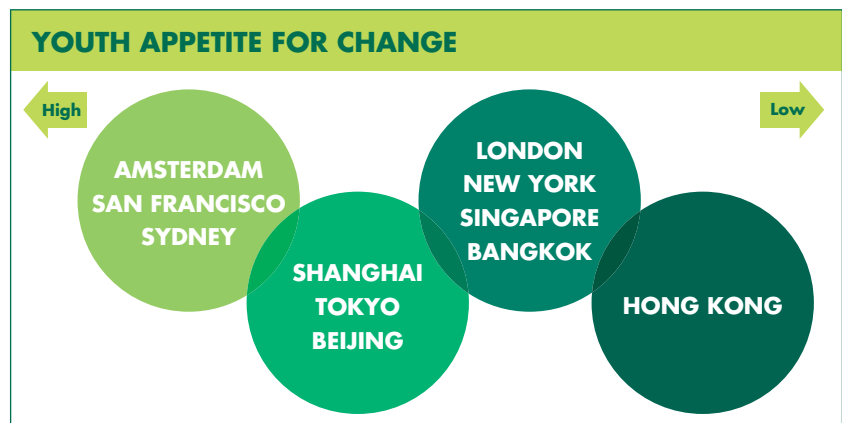 YOUTH APPETITE FOR CHANGE
High
Low
AMSTERDAM
SAN FRANCISCO
SYDNEY
SHANGHAI
TOKYO
BEIJING
LONDON
NEW YORK
SINGAPORE
BANGKOK
HONG KONG